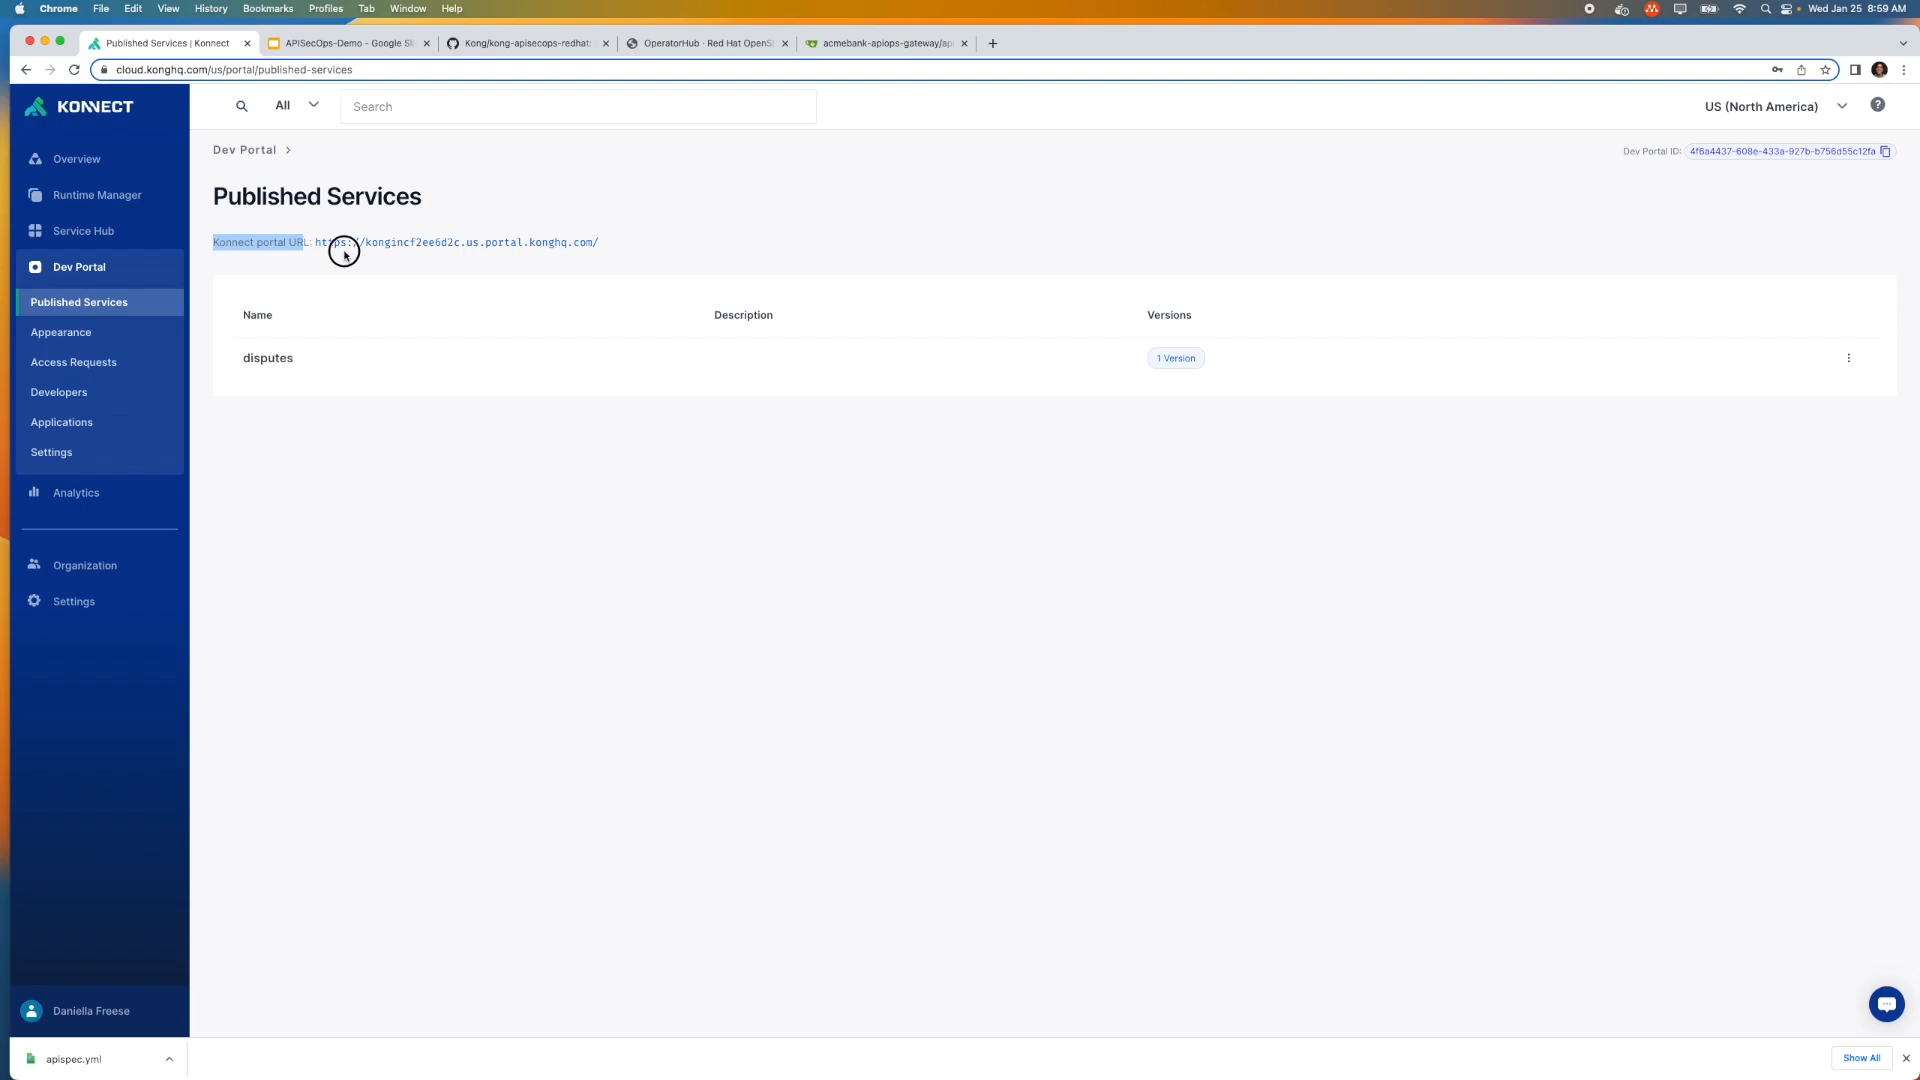 Chrome File Edit View History Bookmarks Profiles Tab Window Help Wed Jan 25 8:59 AM
Published Services | Konnect
APISecOps-Demo - Google Sl
Kong/kong-apisecops-redhat:
OperatorHub · Red Hat OpenS
acmebank-apiops-gateway/ap
cloud.konghq.com/us/portal/published-services
KONNECT
All
Search
US (North America)
Overview
Runtime Manager
Service Hub
Dev Portal
Published Services
Appearance
Access Requests
Developers
Applications
Settings
Analytics
Organization
Settings
Daniella Freese
Dev Portal >
Dev Portal ID: 4f6a4437-608e-433a-927b-b756d55c12fa
Published Services
Konnect portal URL: https://kongincf2ee6d2c.us.portal.konghq.com/
Name Description Versions
disputes 1 Version
apispec.yml
Show All